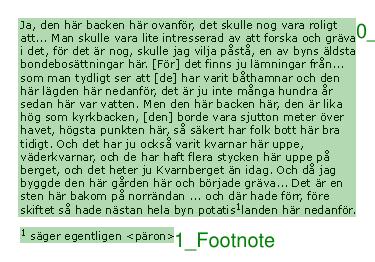 Ja, den här backen här ovanför, det skulle nog vara roligt
att... Man skulle vara lite intresserad av att forska och gräva
i det, för det är nog, skulle jag vilja påstå, en av byns äldsta
bondebosättningar här. [För] det finns ju lämningar från...
som man tydligt ser att [de] har varit båthamnar och den
här lägden här nedanför, det är ju inte många hundra år
sedan här var vatten. Men den här backen här, den är lika
hög som kyrkbacken, [den] borde vara sjutton meter över
havet, högsta punkten här, så säkert har folk bott här bra
tidigt. Och det har ju också varit kvarnar här uppe,
väderkvarnar, och de har haft flera stycken här uppe på
berget, och det heter ju Kvarnberget än idag. Och då jag
byggde den här gården här och började gräva... Det är en
sten här bakom på norrändan ... och där hade förr, före
skiftet så hade nästan hela byn potatis¹landen här nedanför.
0_
¹ säger egentligen <päron>
1_Footnote